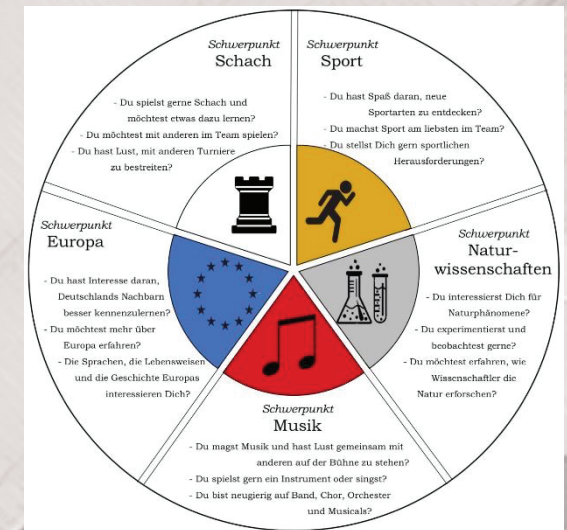 Schwerpunkt
Schach
- Du spielst gerne Schach und
möchtest etwas dazu lernen?
- Du möchtest mit anderen im Team spielen?
- Du hast Lust, mit anderen Turniere
zu bestreiten?
Schwerpunkt
Sport
- Du hast Spaß daran, neue
Sportarten zu entdecken?
- Du machst Sport am liebsten im Team?
- Du stellst Dich gern sportlichen
Herausforderungen?
Schwerpunkt
Europa
- Du hast Interesse daran,
Deutschlands Nachbarn
besser kennenzulernen?
- Du möchtest mehr über
Europa erfahren?
- Die Sprachen, die Lebensweisen
und die Geschichte Europas
interessieren Dich?
Schwerpunkt
Natur-
wissenschaften
- Du interessierst Dich für
Naturphänomene?
- Du experimentierst und
beobachtest gerne?
- Du möchtest erfahren, wie
Wissenschaftler die
Natur erforschen?
Schwerpunkt
Musik
- Du magst Musik und hast Lust gemeinsam mit
anderen auf der Bühne zu stehen?
- Du spielst gern ein Instrument oder singst?
- Du bist neugierig auf Band, Chor, Orchester
und Musicals?